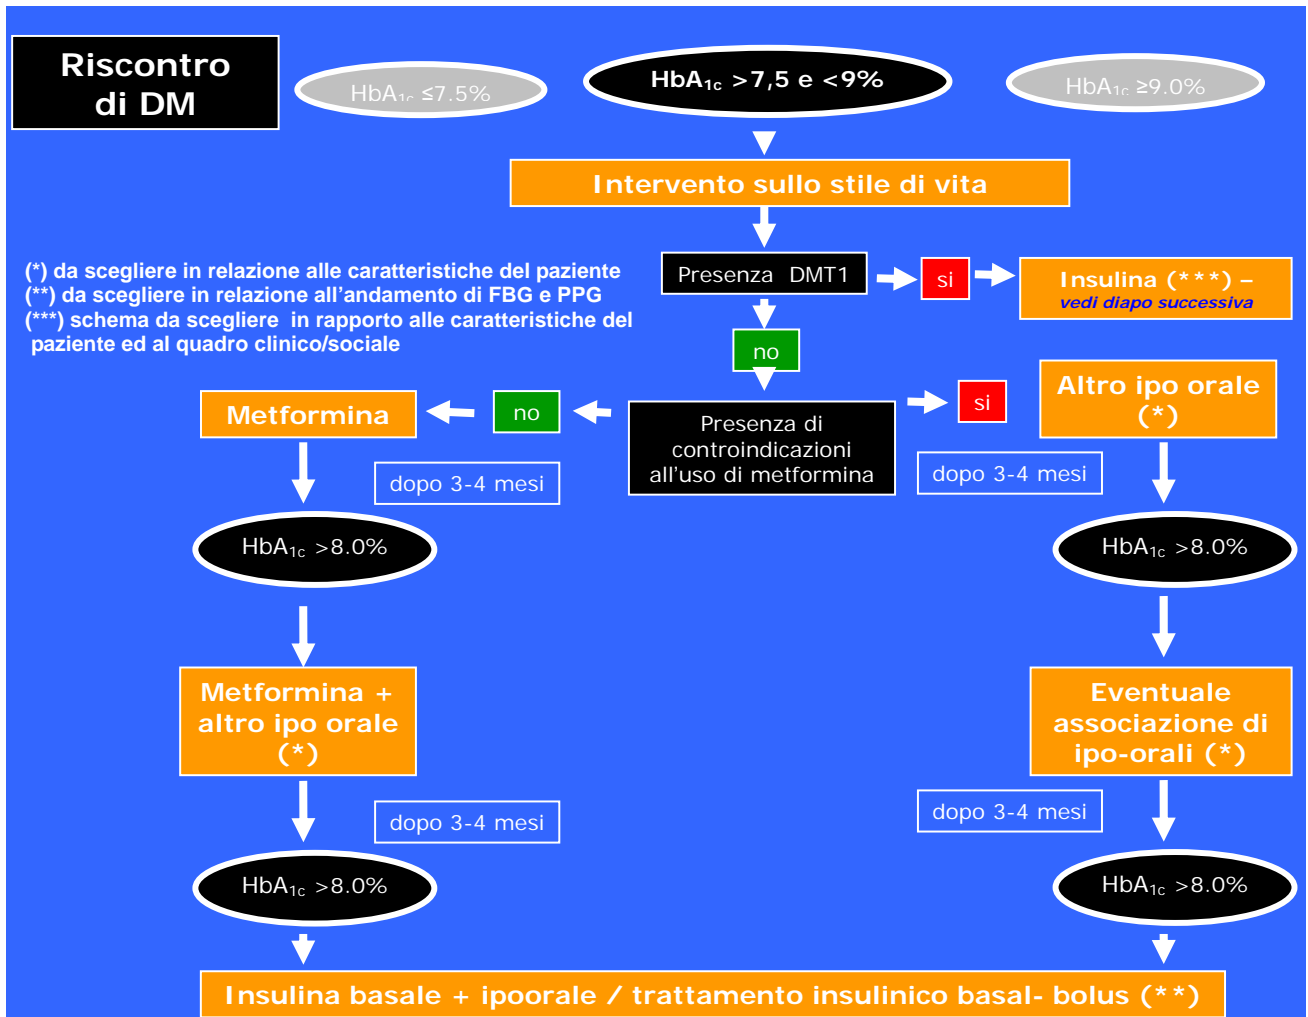 Riscontro
di DM
HbA1c ≤7.5%
HbA1c >7,5 e <9%
HbA1c ≥9.0%
Intervento sullo stile di vita
(*) da scegliere in relazione alle caratteristiche del paziente
(**) da scegliere in relazione all'andamento di FBG e PPG
(***) schema da scegliere in rapporto alle caratteristiche del
paziente ed al quadro clinico/sociale
Presenza DMT1
si
Insulina (***) –
vedi diapo successiva
no
Metformina
no
Presenza di
controindicazioni
all'uso di metformina
si
Altro ipo orale
(*)
dopo 3-4 mesi
dopo 3-4 mesi
HbA1c >8.0%
HbA1c >8.0%
Metformina +
altro ipo orale
(*)
Eventuale
associazione di
ipo-orali (*)
dopo 3-4 mesi
dopo 3-4 mesi
HbA1c >8.0%
HbA1c >8.0%
Insulina basale + ipoorale / trattamento insulinico basal- bolus (**)